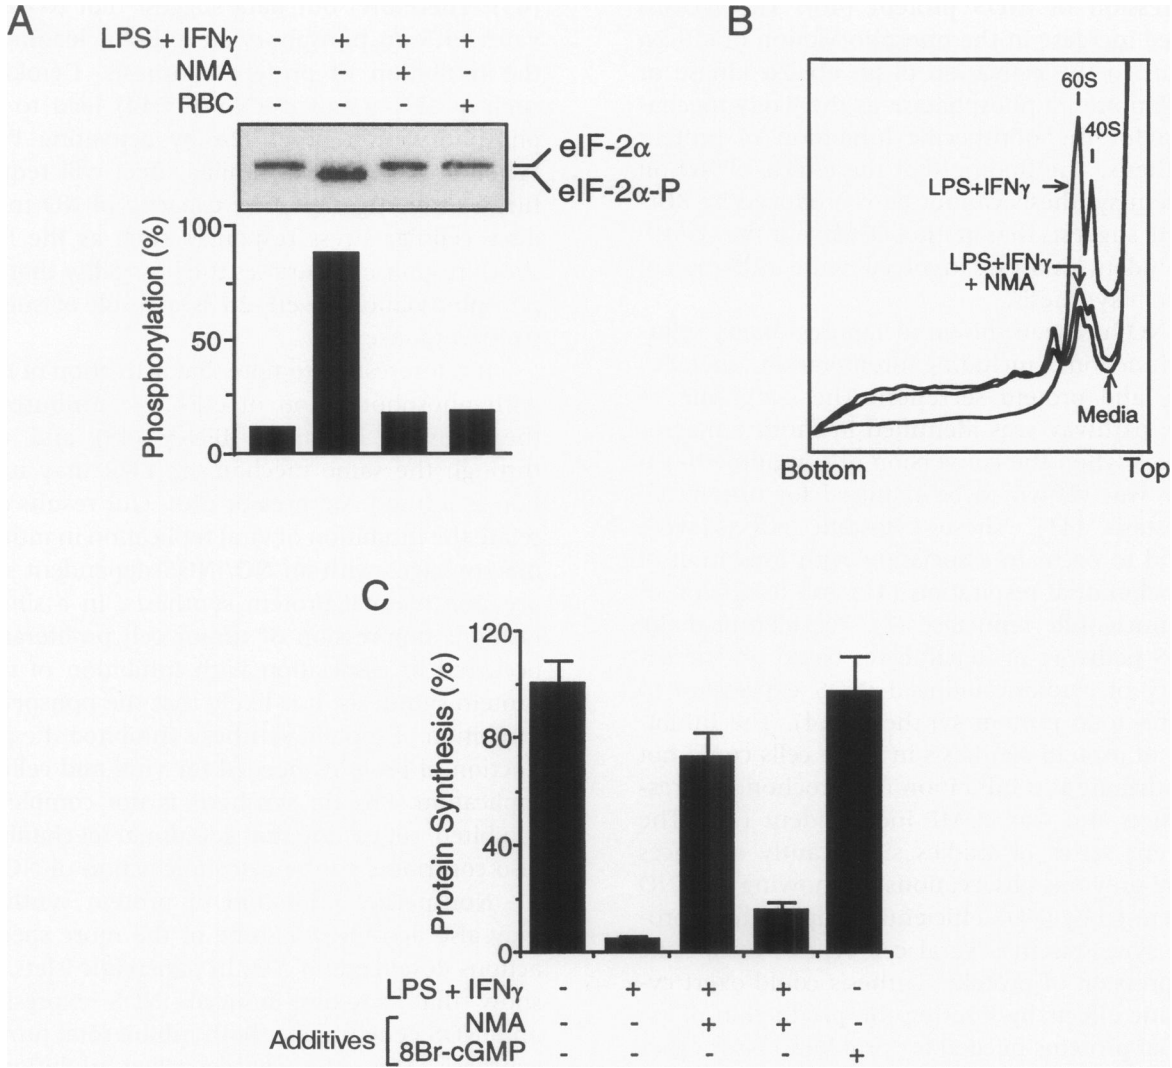 A
LPS + IFNγ - + + +
NMA - - + -
RBC - - - +
eIF-2α
eIF-2α-P
Phosphorylation (%)
100
50
0
B
60S
40S
LPS+IFNγ
LPS+IFNγ
+ NMA
Media
Bottom
Top
C
Protein Synthesis (%)
120
80
40
0
LPS + IFNγ - + + + -
Additives
NMA - - + + -
8Br-cGMP - - - - +